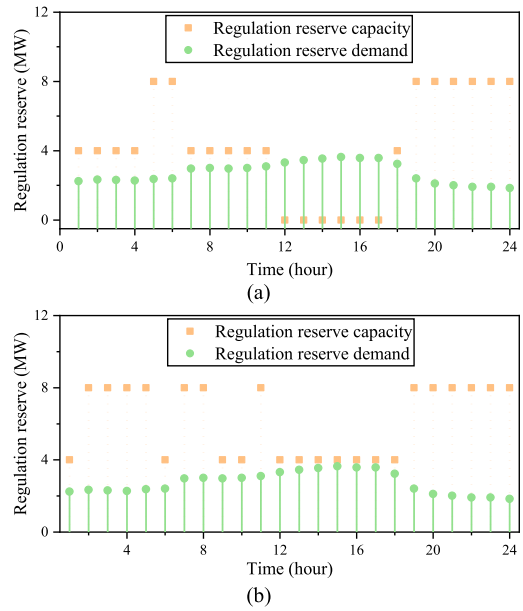 12
8
4
0
Regulation reserve (MW)
Regulation reserve capacity
Regulation reserve demand
0 4 8 12 16 20 24
Time (hour)
(a)
12
8
4
0
Regulation reserve (MW)
Regulation reserve capacity
Regulation reserve demand
4 8 12 16 20 24
Time (hour)
(b)